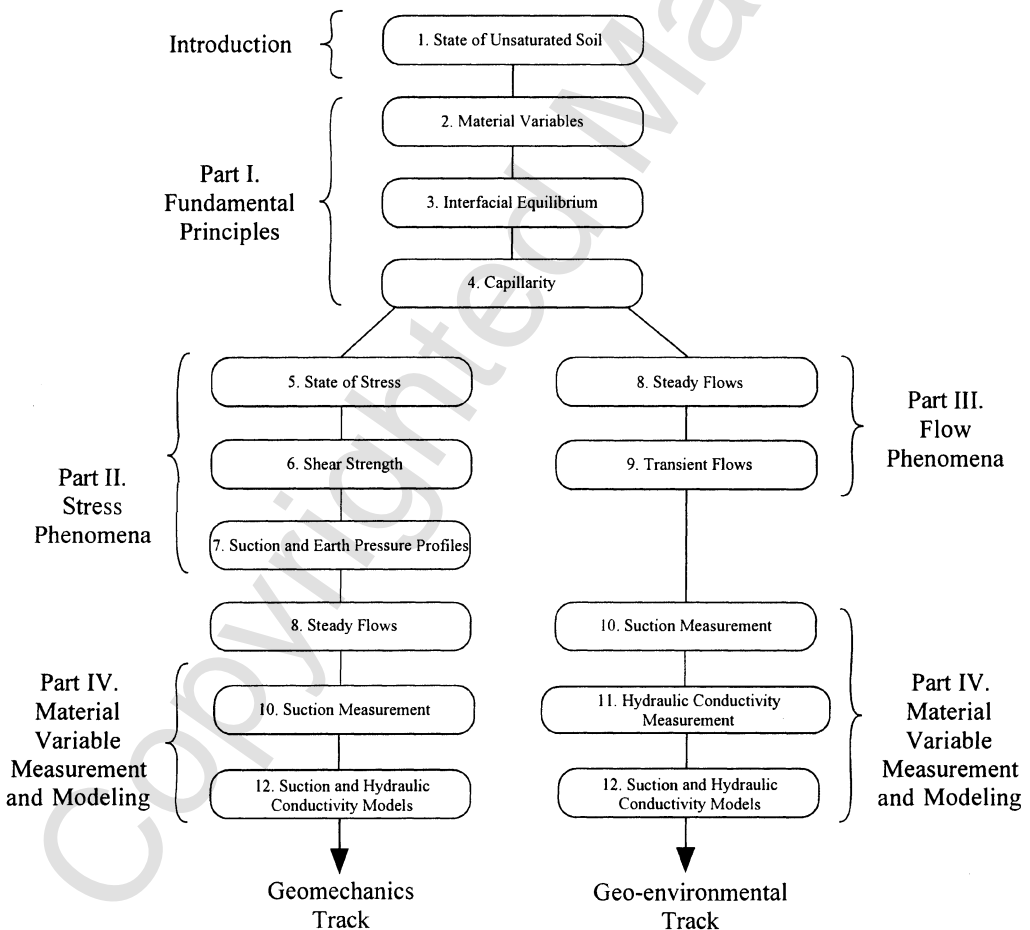 Introduction
1. State of Unsaturated Soil
Part I.
Fundamental
Principles
2. Material Variables
3. Interfacial Equilibrium
4. Capillarity
Part II.
Stress
Phenomena
5. State of Stress
6. Shear Strength
7. Suction and Earth Pressure Profiles
8. Steady Flows
Part IV.
Material
Variable
Measurement
and Modeling
10. Suction Measurement
12. Suction and Hydraulic
Conductivity Models
Geomechanics
Track
8. Steady Flows
9. Transient Flows
Part III.
Flow
Phenomena
10. Suction Measurement
11. Hydraulic Conductivity
Measurement
12. Suction and Hydraulic
Conductivity Models
Part IV.
Material
Variable
Measurement
and Modeling
Geo-environmental
Track
Copyrighted Ma